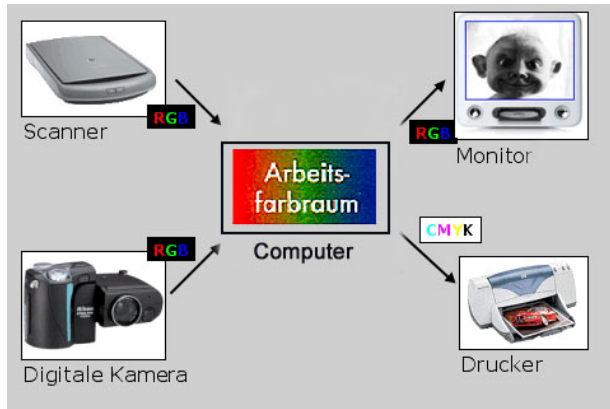 RGB
Scanner
RGB
Monitor
Arbeits-
farbraum
Computer
RGB
CMYK
Digitale Kamera
Drucker